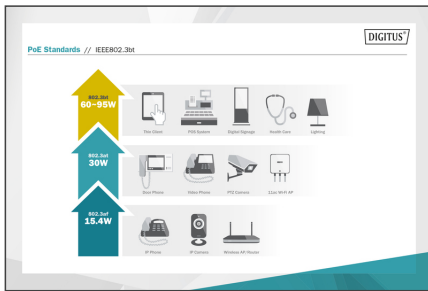 DIGITUS®
PoE Standards // IEEE802.3bt
802.3bt
60-95W
Thin Client
POS System
Digital Signage
Health Care
Lighting
802.3at
30W
Door Phone
Video Phone
PTZ Camera
11ac Wi-Fi AP
802.3af
15.4W
IP Phone
IP Camera
Wireless AP/Router